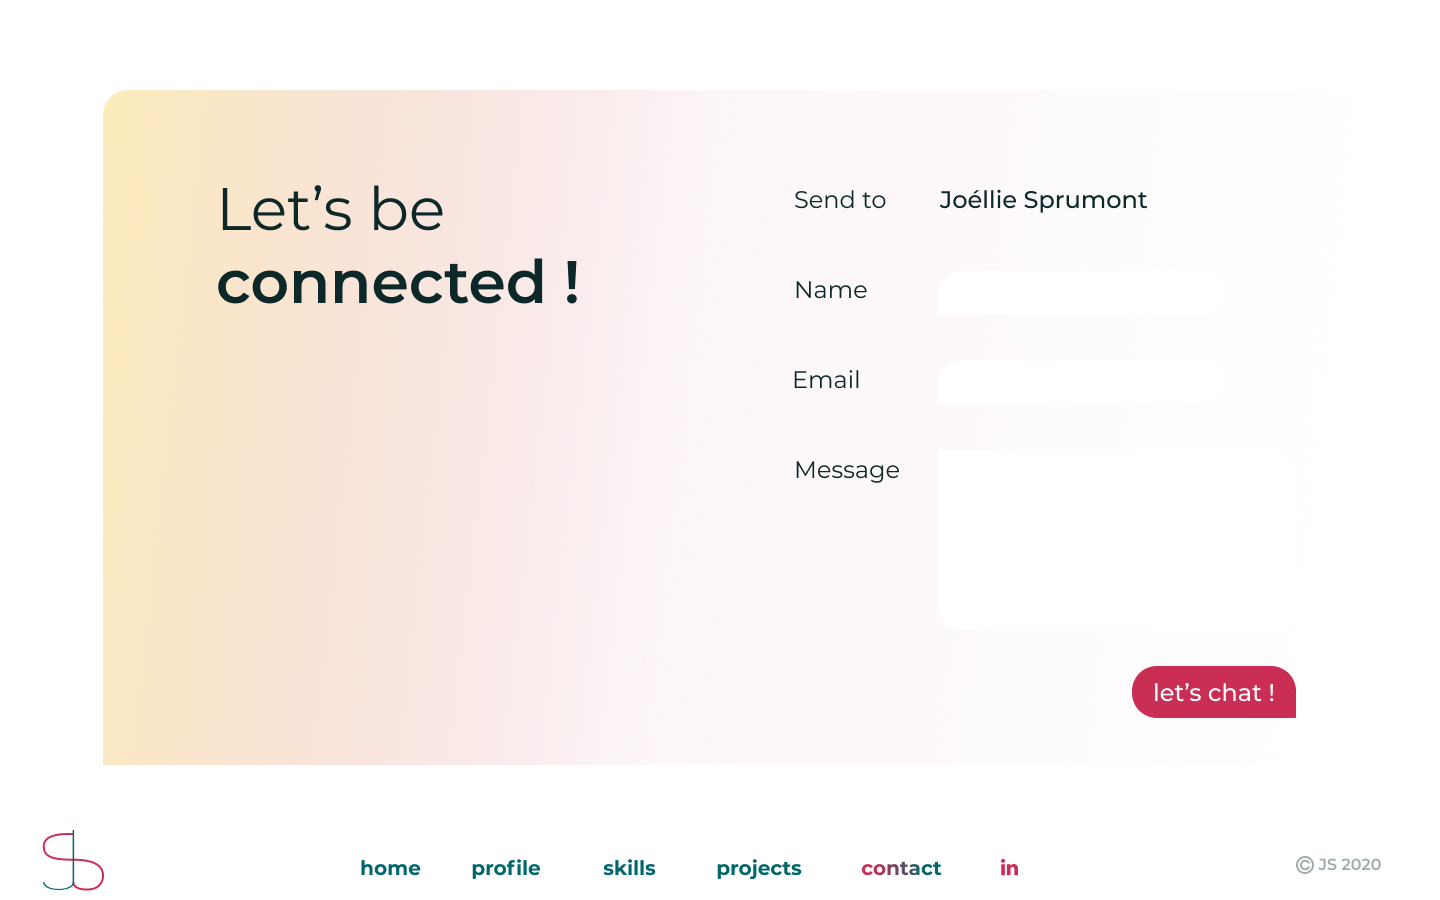 Let’s be
connected !
Send to Joéllie Sprumont
Name
Email
Message
let’s chat !
home profile skills projects contact in
© JS 2020